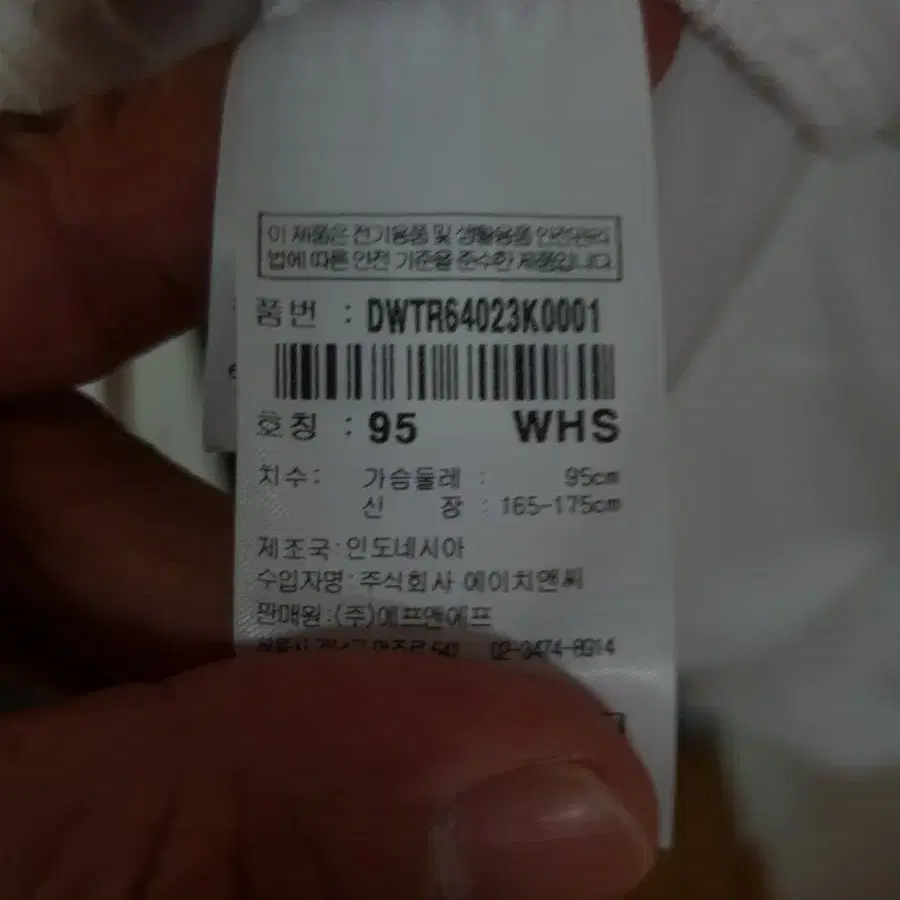 이 제품은 전기용품 및 생활용품 안전관리
법에 따른 안전 기준을 준수한 제품입니다.
품번 : DWTR64023K0001
호칭 : 95 WHS
치수: 가슴둘레 : 95cm
신 장 : 165-175cm
제조국:인도네시아
수입자명:주식회사 에이치앤씨
판매원:(주)에프앤에프
02-3474-8914